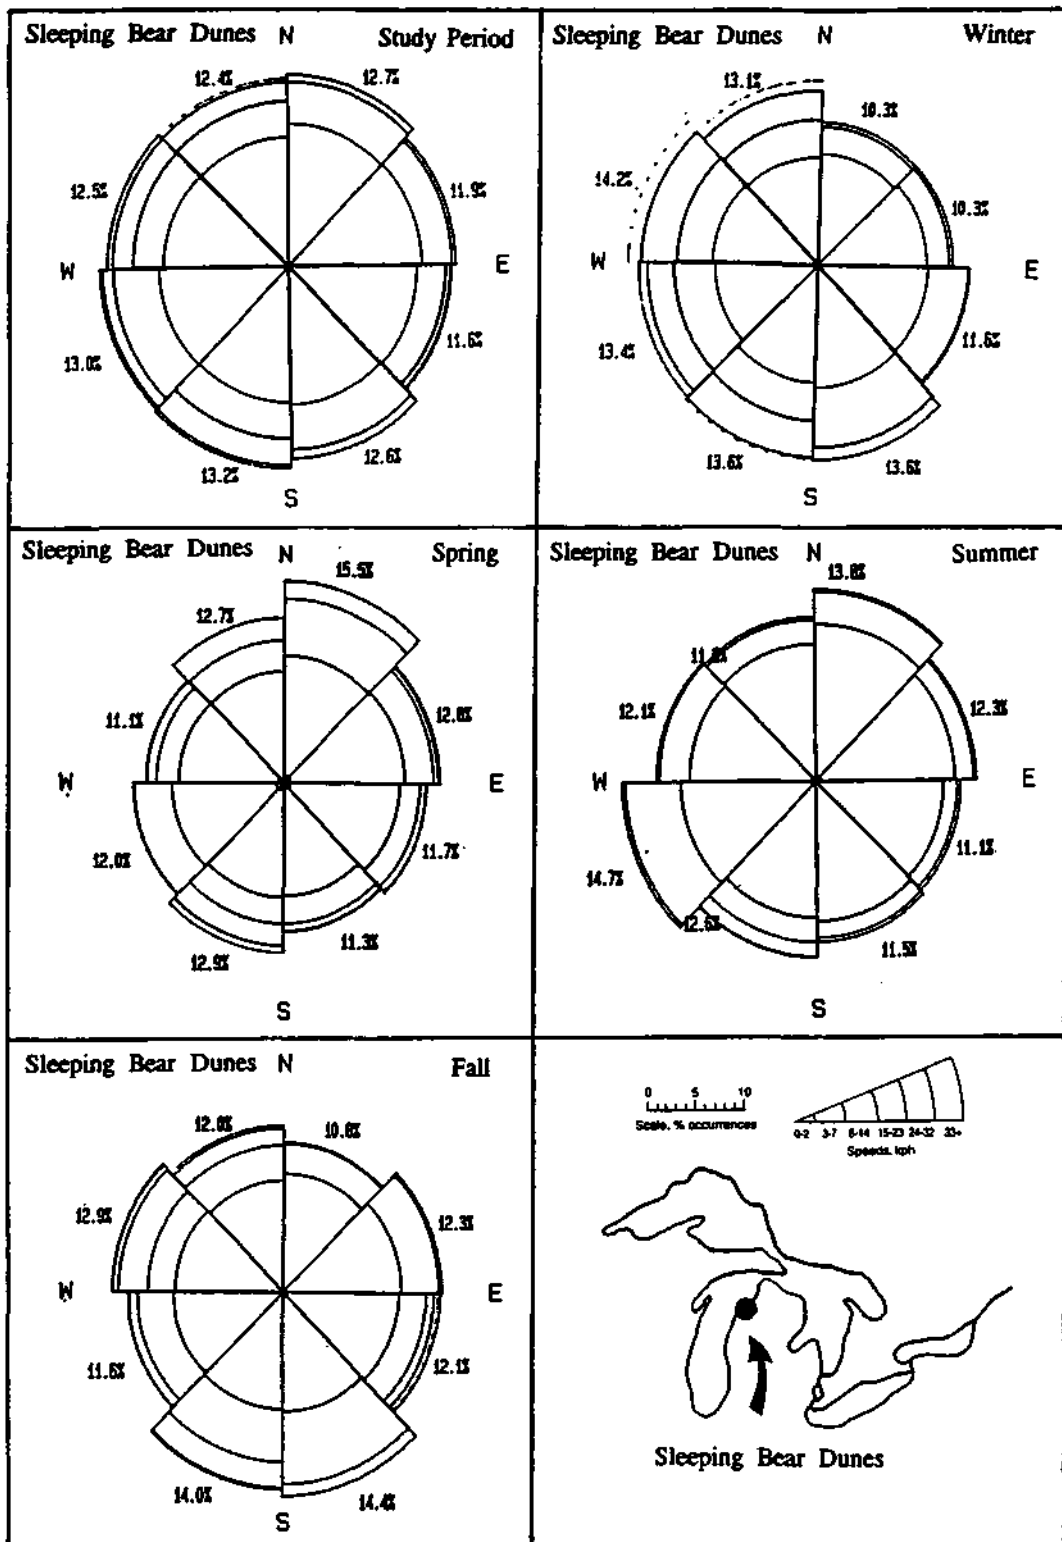 Sleeping Bear Dunes N Study Period
12.4% 12.7%
12.5% 11.9%
W E
13.0% 11.6%
13.2% 12.6%
S
Sleeping Bear Dunes N Winter
13.1%
10.3%
14.2%
10.3%
W E
13.4% 11.6%
13.6% 13.6%
S
Sleeping Bear Dunes N Spring
15.5%
12.7%
11.1% 12.8%
W E
12.0% 11.7%
12.9% 11.3%
S
Sleeping Bear Dunes N Summer
13.8%
12.1% 12.3%
W E
14.7% 11.1%
12.6% 11.5%
S
Sleeping Bear Dunes N Fall
12.0% 10.8%
12.9% 12.3%
W E
11.6% 12.1%
14.0% 14.4%
S
0 5 10
Scale, % occurrences
0-2 3-7 8-14 15-23 24-32 33+
Speeds, kph
Sleeping Bear Dunes